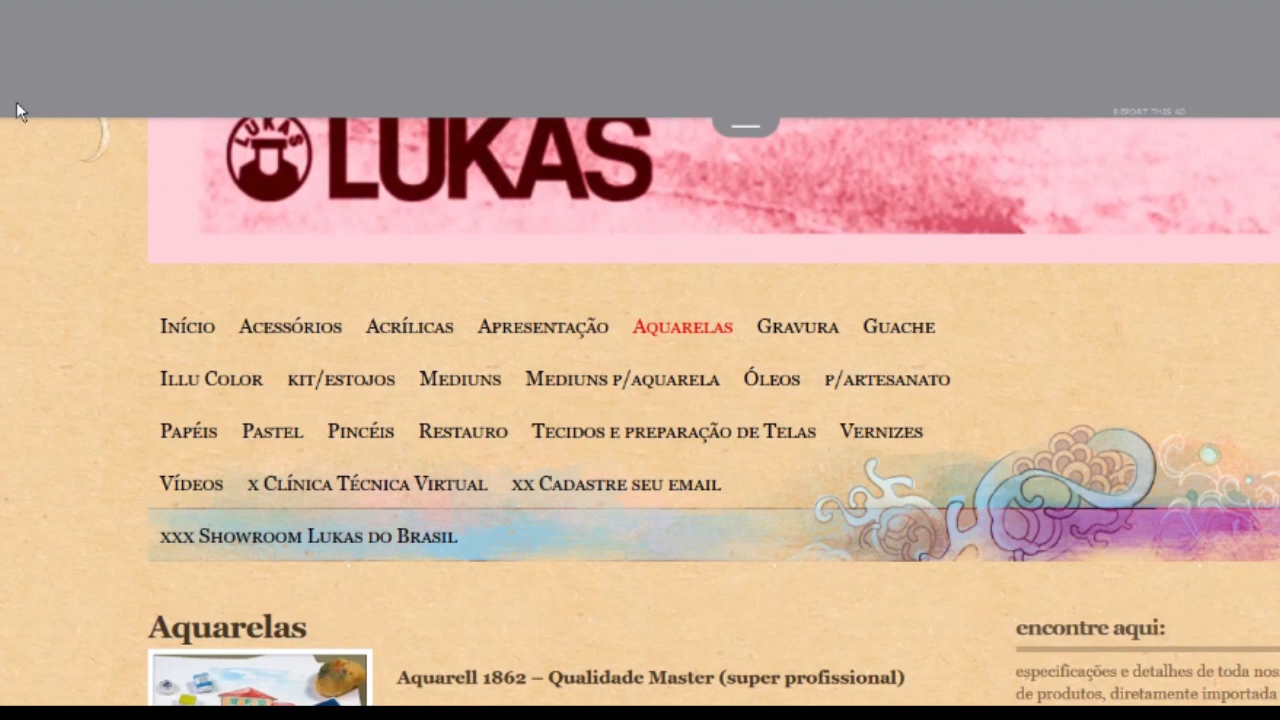 REPORT THIS AD
LUKAS
LUKAS
Início Acessórios Acrílicas Apresentação Aquarelas Gravura Guache
Illu Color kit/estojos Mediuns Mediuns p/aquarela Óleos p/artesanato
Papéis Pastel Pincéis Restauro Tecidos e preparação de Telas Vernizes
Vídeos x Clínica Técnica Virtual xx Cadastre seu email
xxx Showroom Lukas do Brasil
Aquarelas
Aquarell 1862 – Qualidade Master (super profissional)
encontre aqui:
especificações e detalhes de toda nos
de produtos, diretamente importada